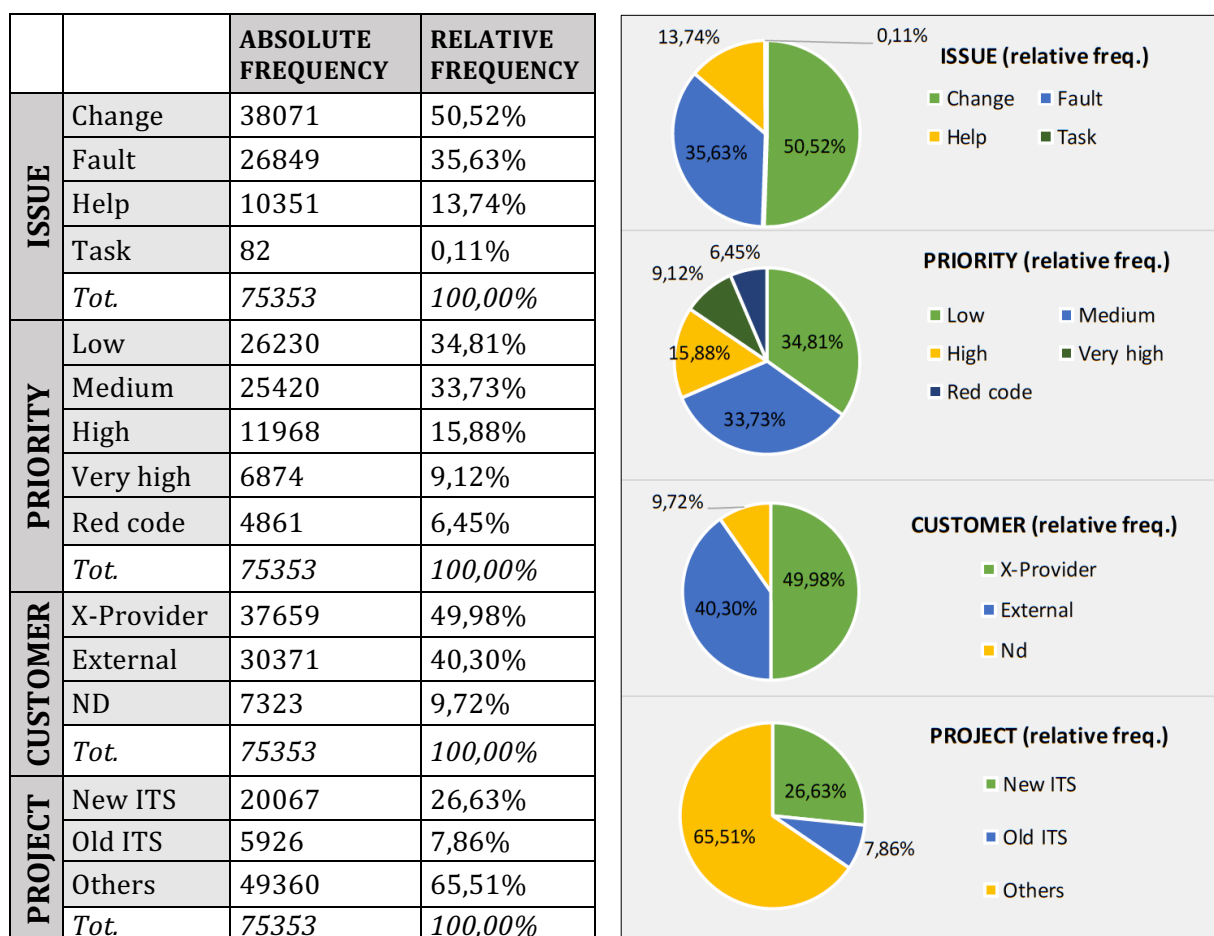 ABSOLUTE FREQUENCY RELATIVE FREQUENCY
ISSUE
Change 38071 50,52%
Fault 26849 35,63%
Help 10351 13,74%
Task 82 0,11%
Tot. 75353 100,00%
PRIORITY
Low 26230 34,81%
Medium 25420 33,73%
High 11968 15,88%
Very high 6874 9,12%
Red code 4861 6,45%
Tot. 75353 100,00%
CUSTOMER
X-Provider 37659 49,98%
External 30371 40,30%
ND 7323 9,72%
Tot. 75353 100,00%
PROJECT
New ITS 20067 26,63%
Old ITS 5926 7,86%
Others 49360 65,51%
Tot. 75353 100,00%
13,74% 0,11%
35,63% 50,52%
ISSUE (relative freq.)
Change Fault
Help Task
6,45%
9,12%
15,88% 34,81%
33,73%
PRIORITY (relative freq.)
Low Medium
High Very high
Red code
9,72%
40,30% 49,98%
CUSTOMER (relative freq.)
X-Provider
External
Nd
26,63%
65,51% 7,86%
PROJECT (relative freq.)
New ITS
Old ITS
Others